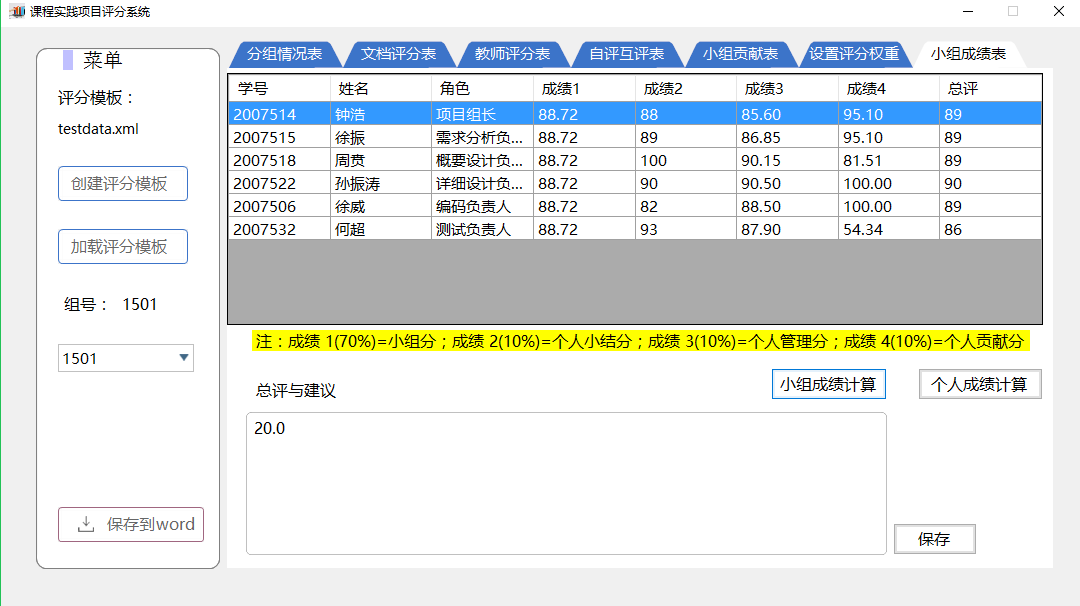 课程实践项目评分系统
菜单
评分模板：
testdata.xml
创建评分模板
加载评分模板
组号： 1501
1501
保存到word
分组情况表 文档评分表 教师评分表 自评互评表 小组贡献表 设置评分权重 小组成绩表
学号 姓名 角色 成绩1 成绩2 成绩3 成绩4 总评
2007514 钟浩 项目组长 88.72 88 85.60 95.10 89
2007515 徐振 需求分析负... 88.72 89 86.85 95.10 89
2007518 周贲 概要设计负... 88.72 100 90.15 81.51 89
2007522 孙振涛 详细设计负... 88.72 90 90.50 100.00 90
2007506 徐威 编码负责人 88.72 82 88.50 100.00 89
2007532 何超 测试负责人 88.72 93 87.90 54.34 86
注：成绩 1(70%)=小组分；成绩 2(10%)=个人小结分；成绩 3(10%)=个人管理分；成绩 4(10%)=个人贡献分
总评与建议 小组成绩计算 个人成绩计算
20.0
保存